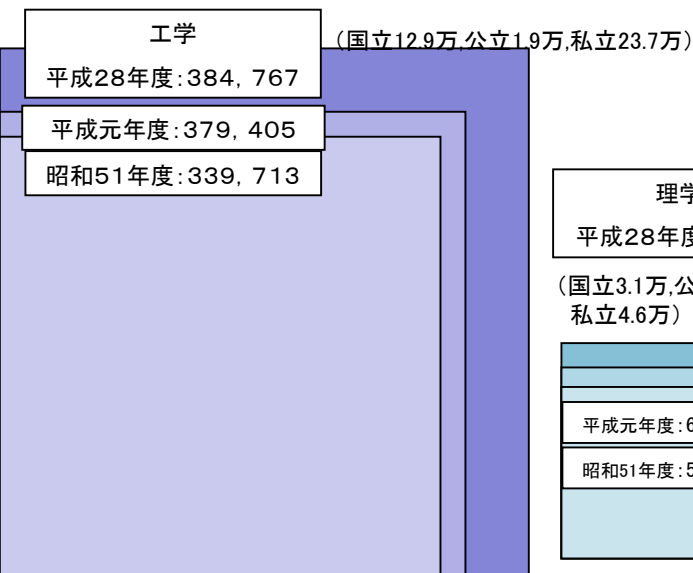 工学
平成２８年度：３８４，７６７
（国立12.9万,公立1.9万,私立23.7万）
平成元年度：３７９，４０５
昭和５１年度：３３９，７１３
理学
平成２８年度
（国立3.1万,公
私立4.6万）
平成元年度：6
昭和51年度：5